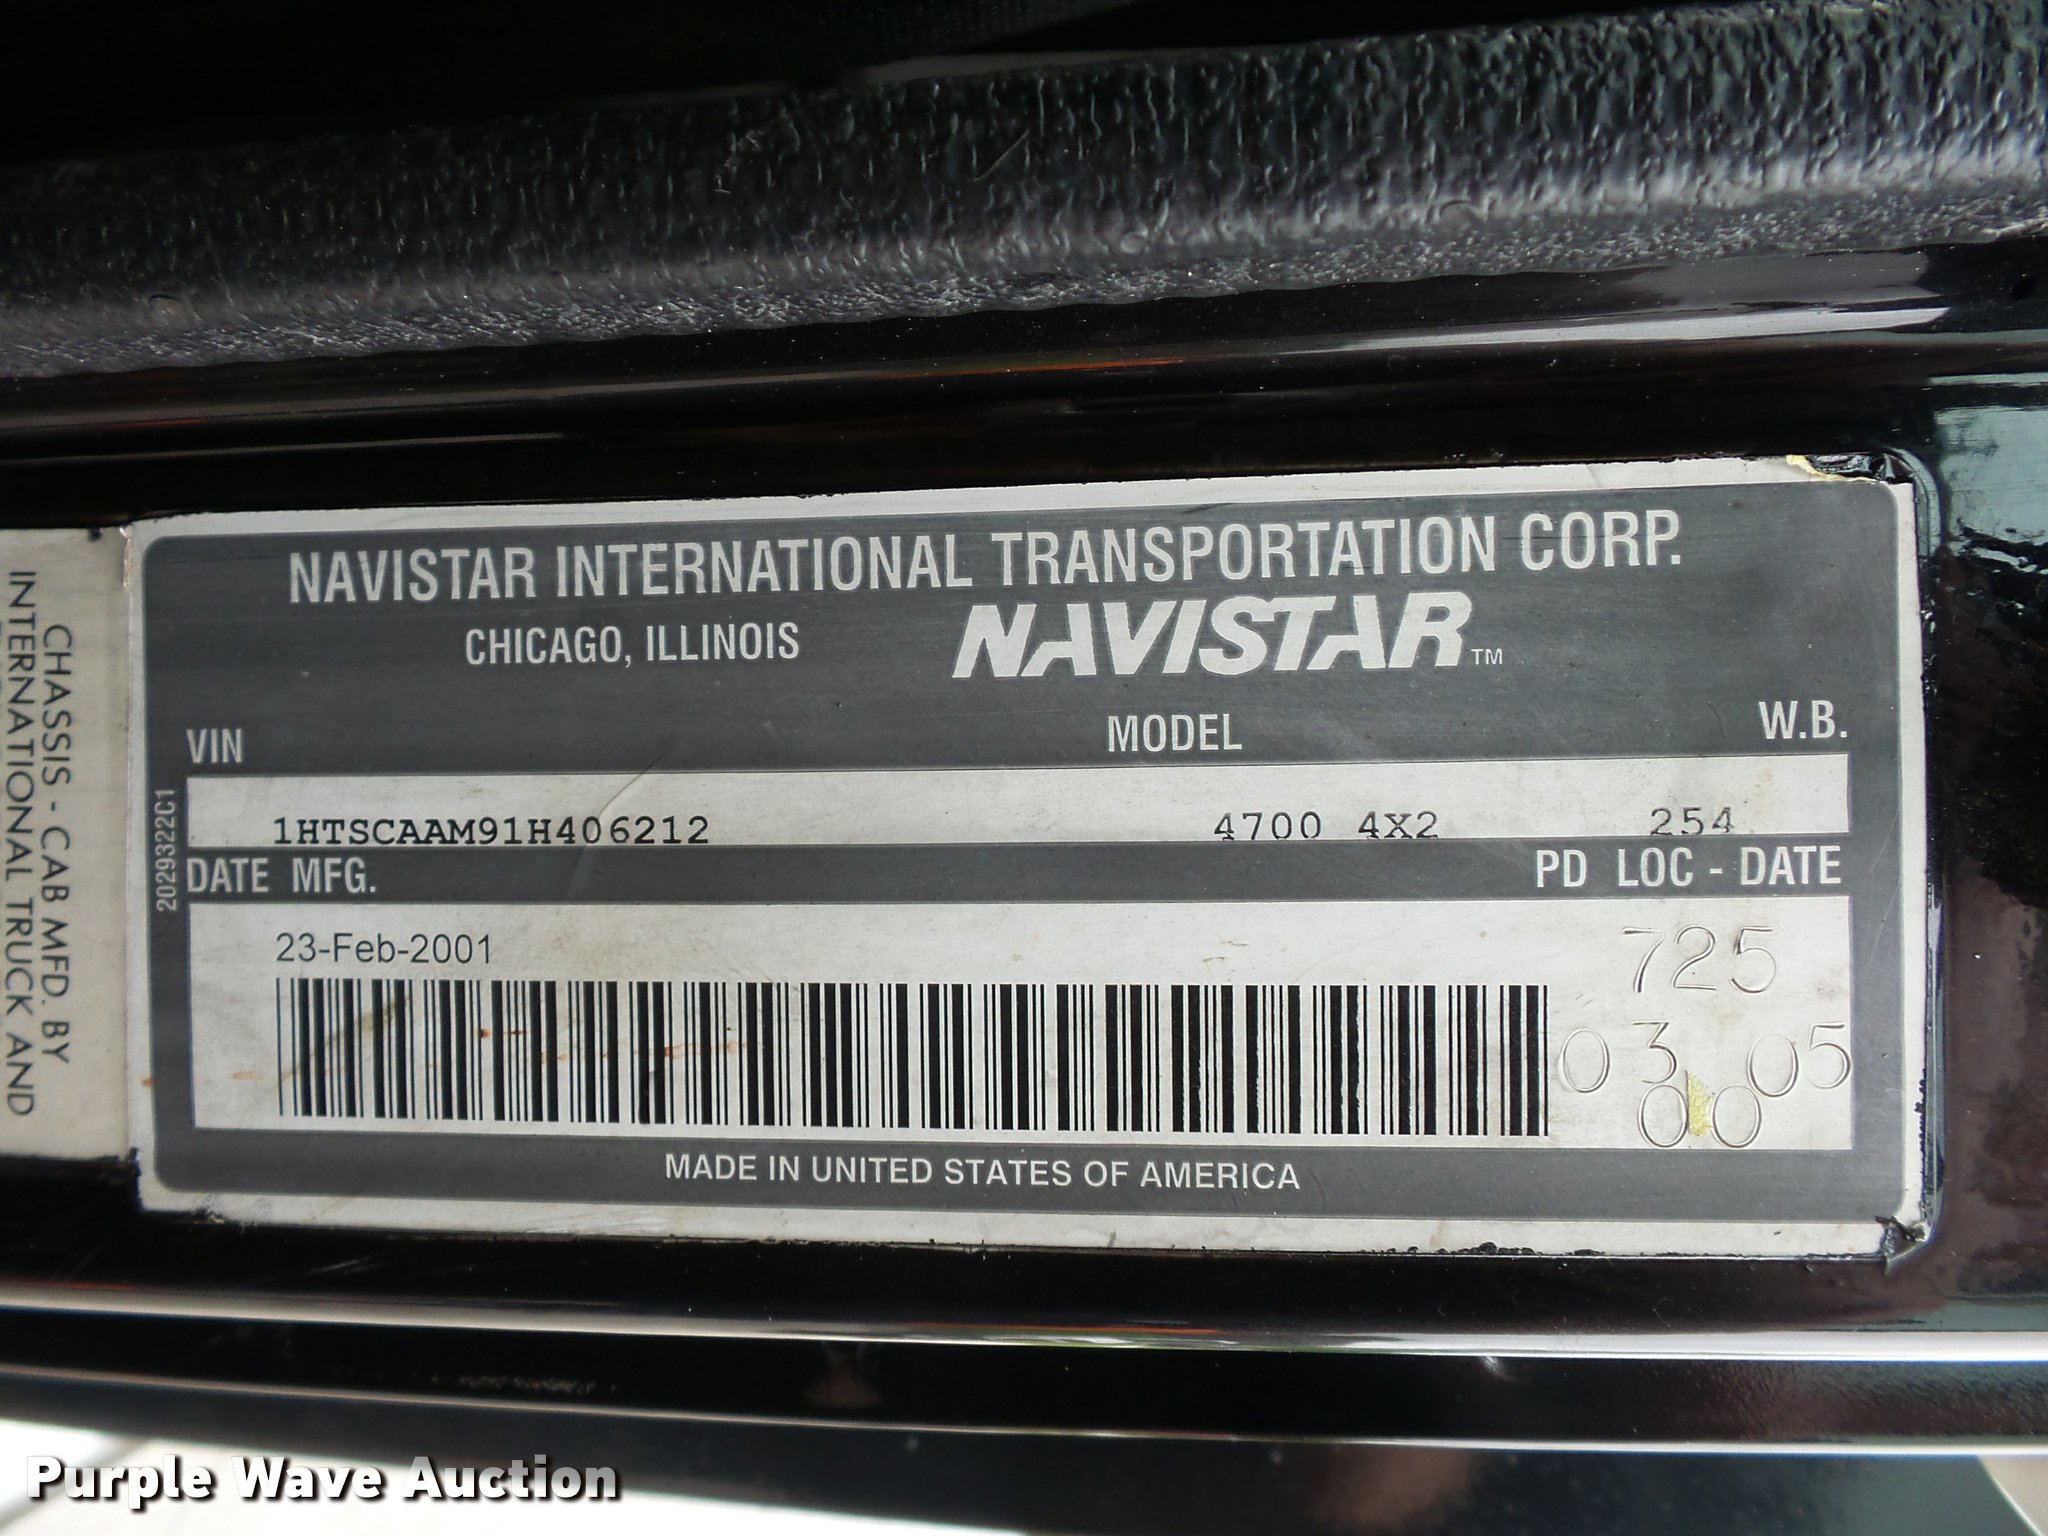 NAVISTAR INTERNATIONAL TRANSPORTATION CORP.
CHICAGO, ILLINOIS
NAVISTAR™
VIN MODEL W.B.
1HTSCAAM91H406212 4700 4X2 254
DATE MFG. PD LOC - DATE
23-Feb-2001
725
03 05
00
MADE IN UNITED STATES OF AMERICA
2029322C1
CHASSIS - CAB MFD. BY
INTERNATIONAL TRUCK AND
Purple Wave Auction